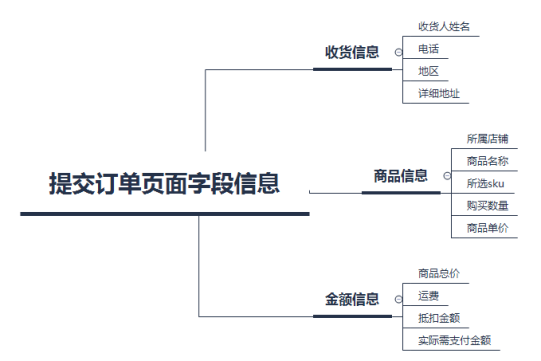 提交订单页面字段信息
收货信息
收货人姓名
电话
地区
详细地址
商品信息
所属店铺
商品名称
所选sku
购买数量
商品单价
金额信息
商品总价
运费
抵扣金额
实际需支付金额